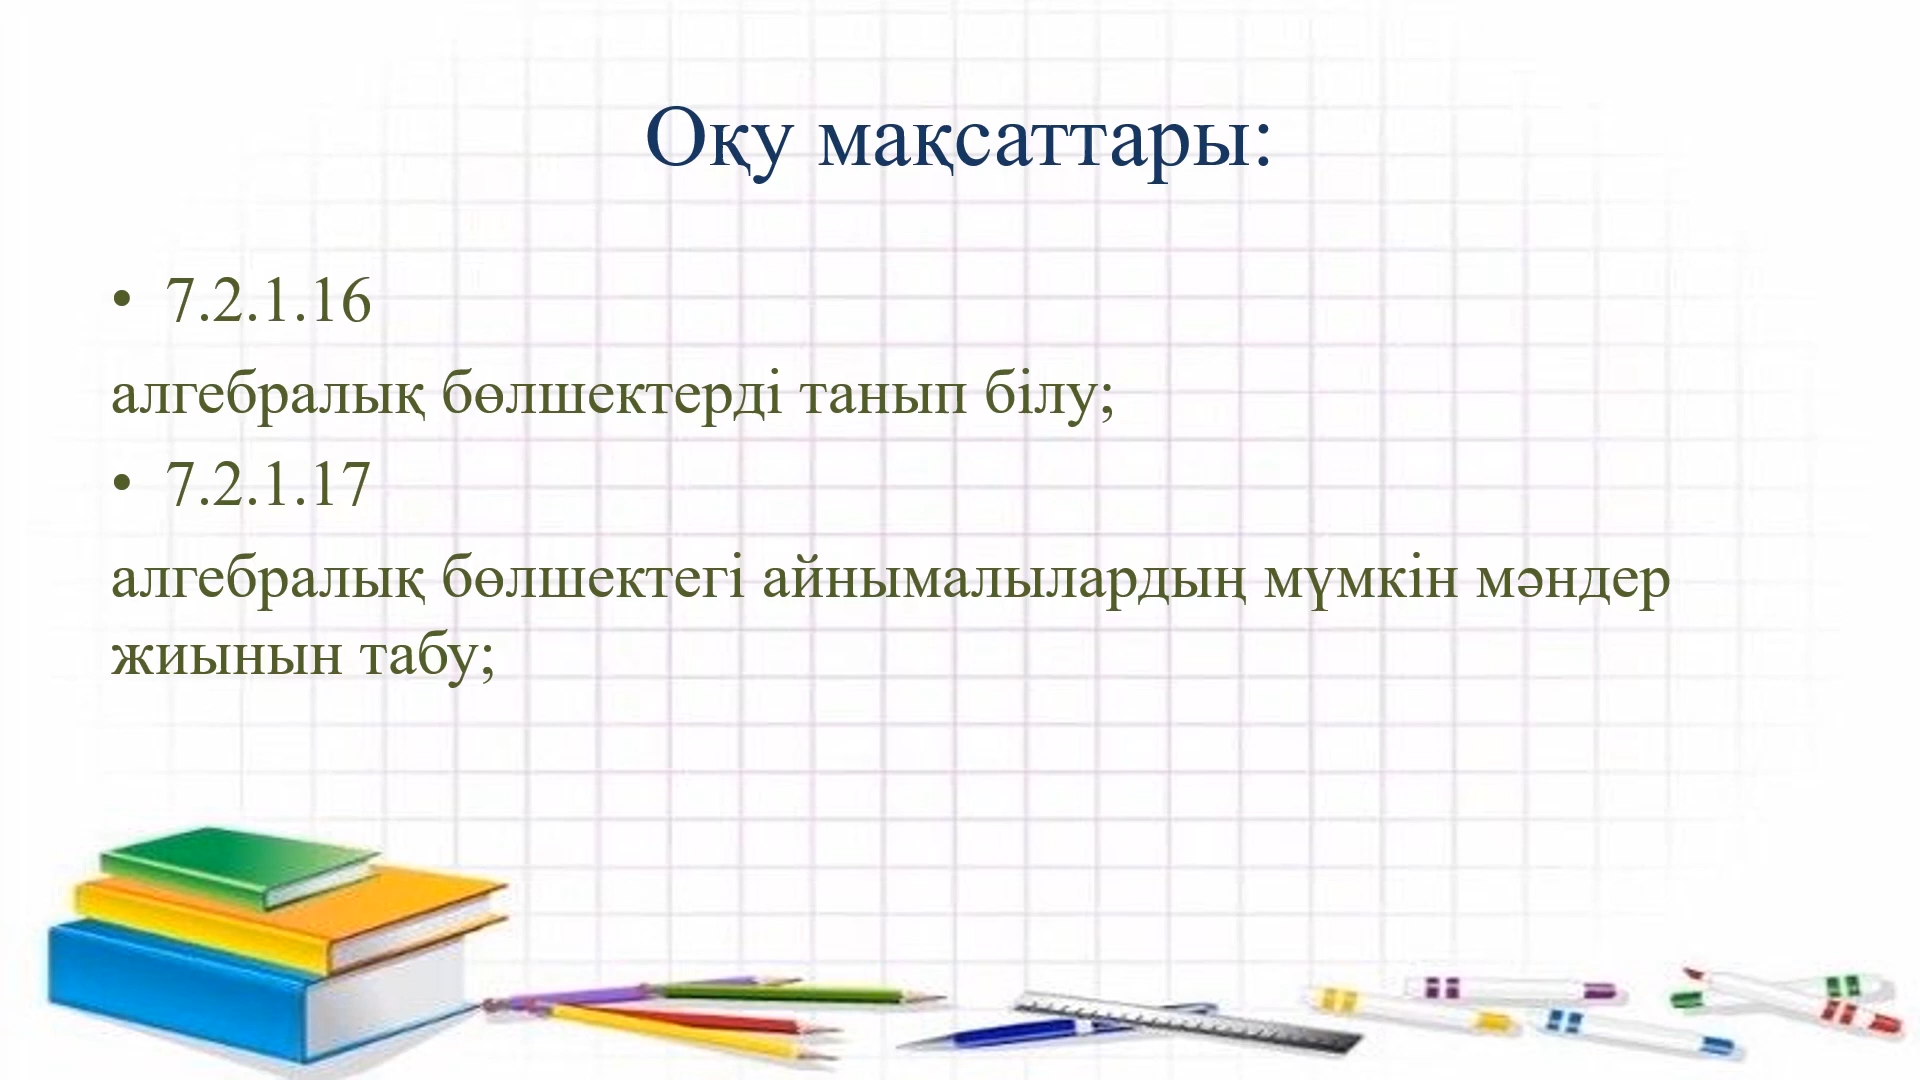 Оқу мақсаттары:
• 7.2.1.16
алгебралық бөлшектерді танып білу;
• 7.2.1.17
алгебралық бөлшектегі айнымалылардың мүмкін мәндер
жиынын табу;